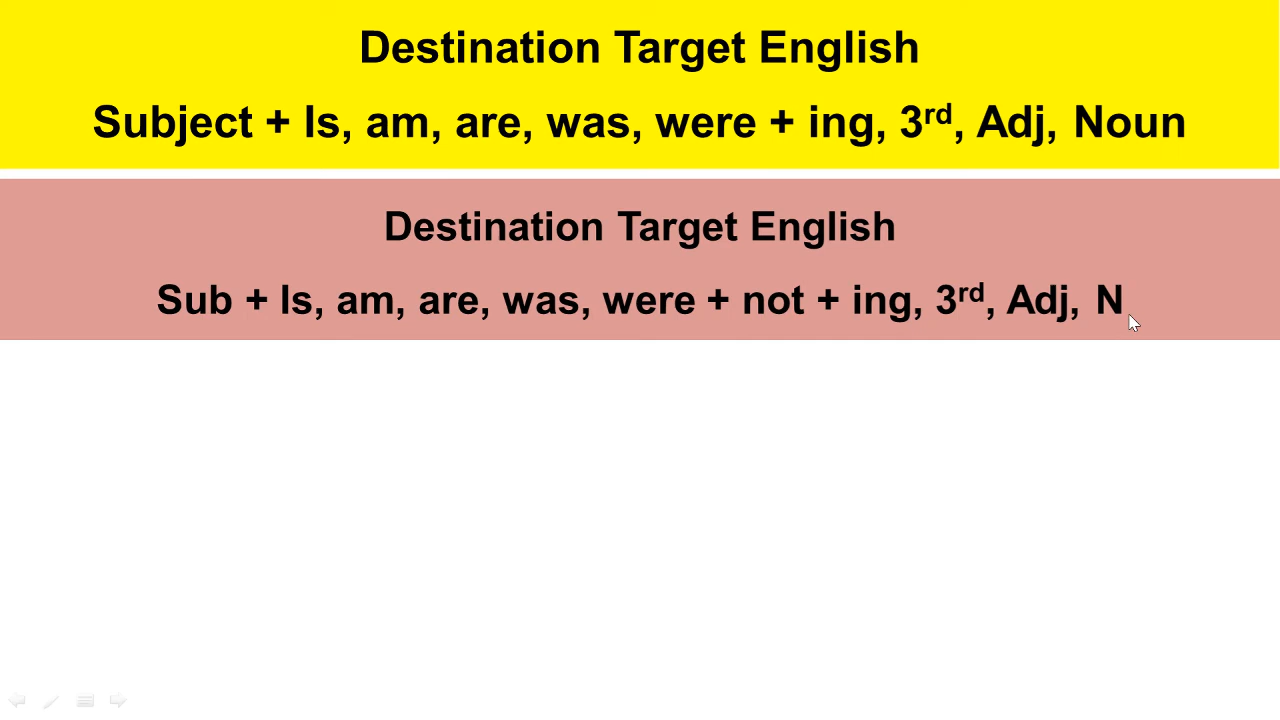 Destination Target English
Subject + Is, am, are, was, were + ing, 3rd, Adj, Noun
Destination Target English
Sub + Is, am, are, was, were + not + ing, 3rd, Adj, N